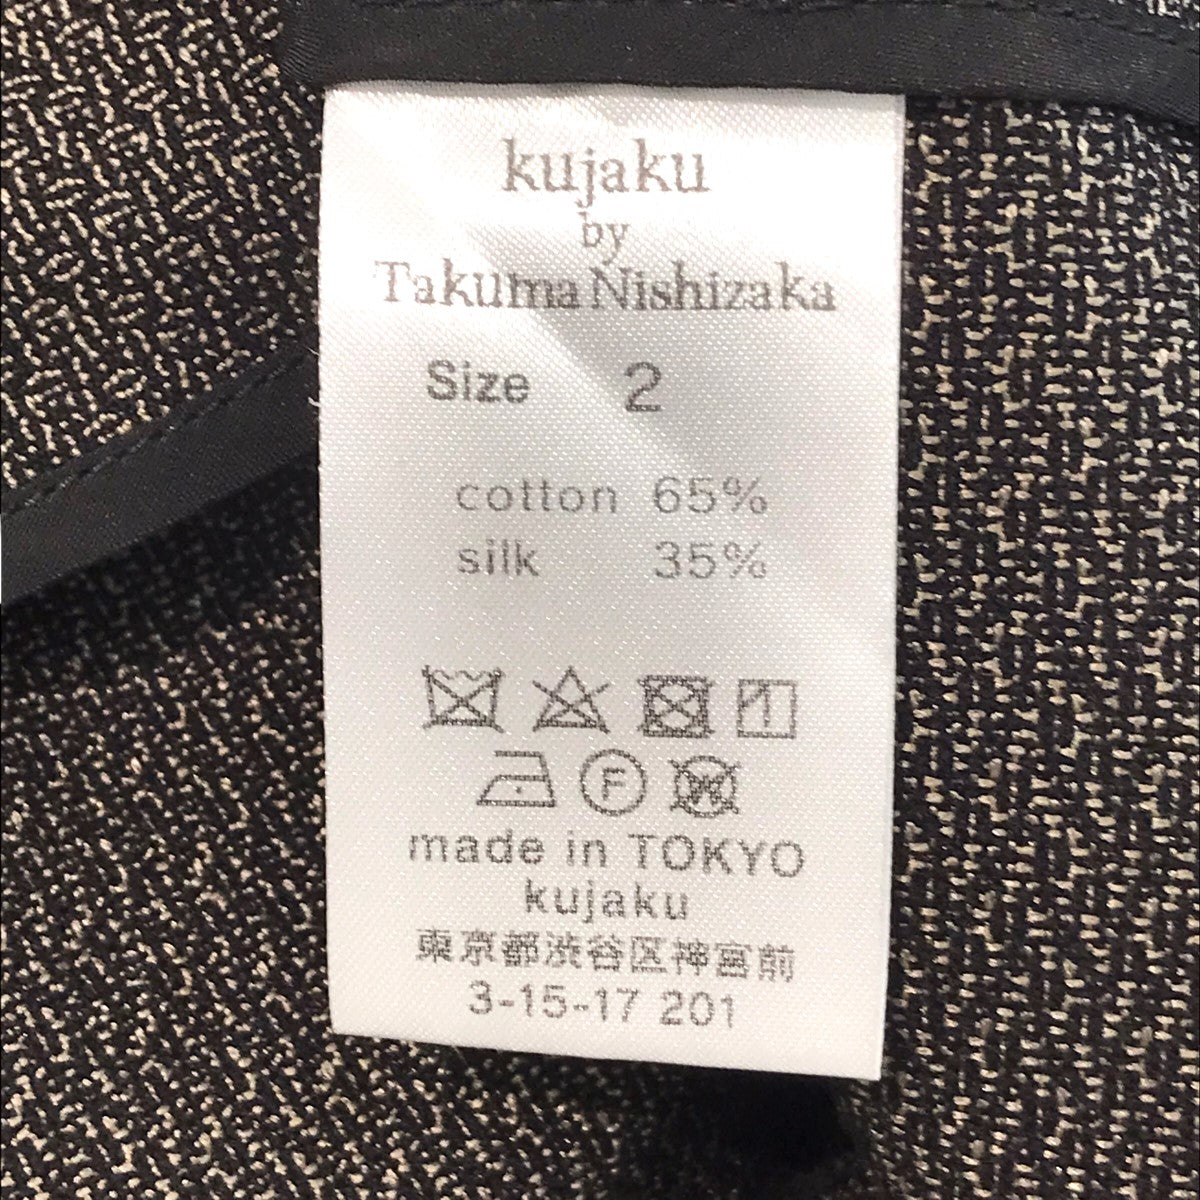 kujaku
by
Takuma Nishizaka
Size 2
cotton 65%
silk 35%
F W
made in TOKYO
kujaku
東京都渋谷区神宮前
3-15-17 201